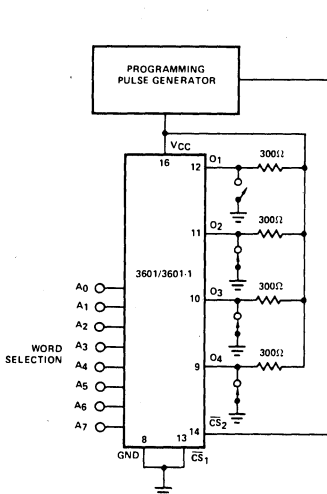 PROGRAMMING
PULSE GENERATOR
VCC
16
12
O1
300Ω
11
O2
300Ω
3601/3601-1
10
O3
300Ω
9
O4
300Ω
A0
A1
A2
A3
WORD
SELECTION
A4
A5
A6
A7
CS2
14
8
13
GND
CS1